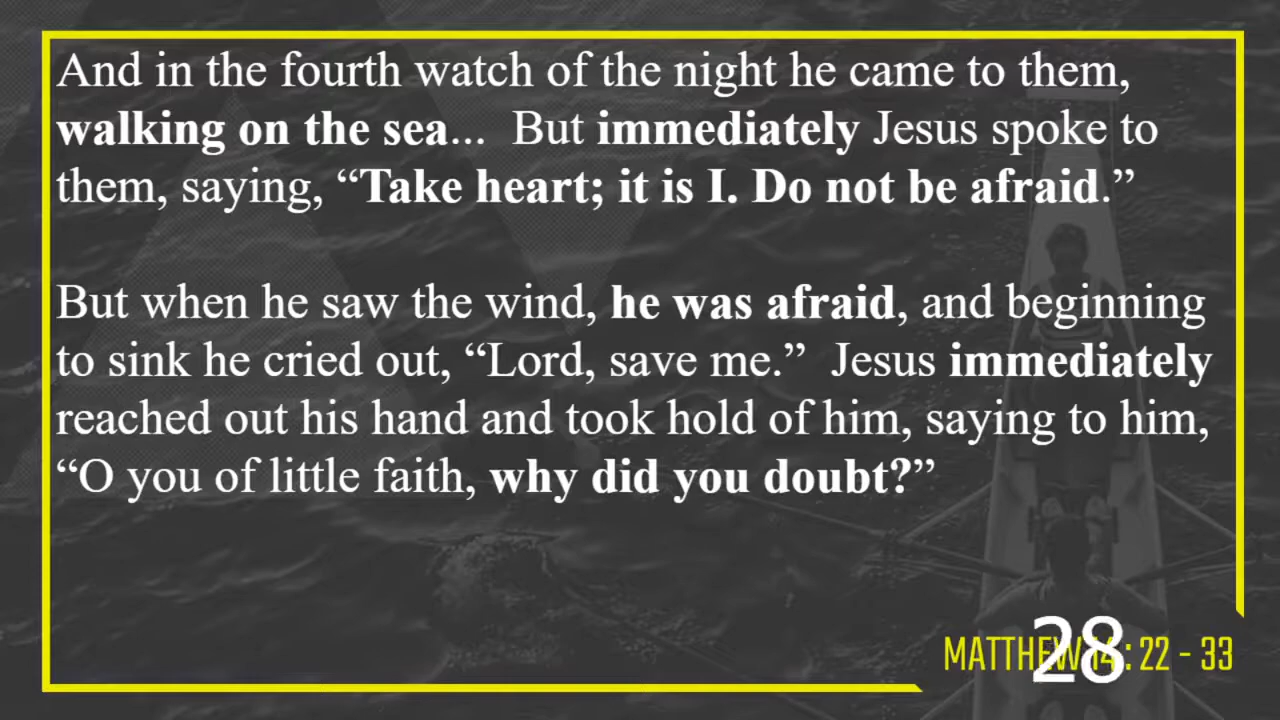 And in the fourth watch of the night he came to them,
walking on the sea... But immediately Jesus spoke to
them, saying, “Take heart; it is I. Do not be afraid.”
But when he saw the wind, he was afraid, and beginning
to sink he cried out, “Lord, save me.” Jesus immediately
reached out his hand and took hold of him, saying to him,
“O you of little faith, why did you doubt?”
MATTHEW 14: 22 - 33
28